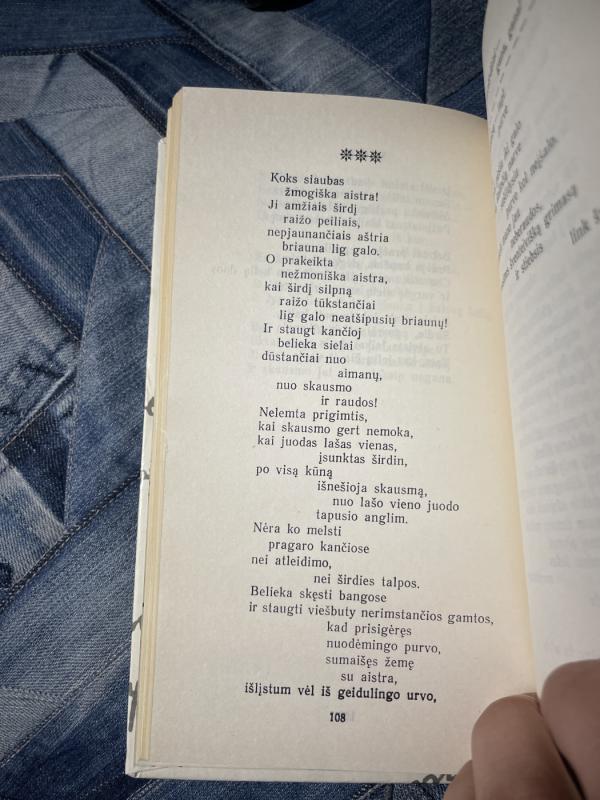 ***
Koks siaubas
žmogiška aistra!
Ji amžiais širdį
raižo peiliais,
nepjaunančiais aštria
briauna lig galo.
O prakeikta
nežmoniška aistra,
kai širdį silpną
raižo tūkstančiai
lig galo neatšipusių briaunų!
Ir staugt kančioj
belieka sielai
dūstančiai nuo
aimanų,
nuo skausmo
ir raudos!
Nelemta prigimtis,
kai skausmo gert nemoka,
kai juodas lašas vienas,
įsunktas širdin,
po visą kūną
išnešioja skausmą,
nuo lašo vieno juodo
tapusio anglim.
Nėra ko melsti
pragaro kančiose
nei atleidimo,
nei širdies talpos.
Belieka skęsti bangose
ir staugti viešbuty nerimstančios gamtos,
kad prisigėręs
nuodėmingo purvo,
sumaišęs žemę
su aistra,
išlįstum vėl iš geidulingo urvo,
108
link